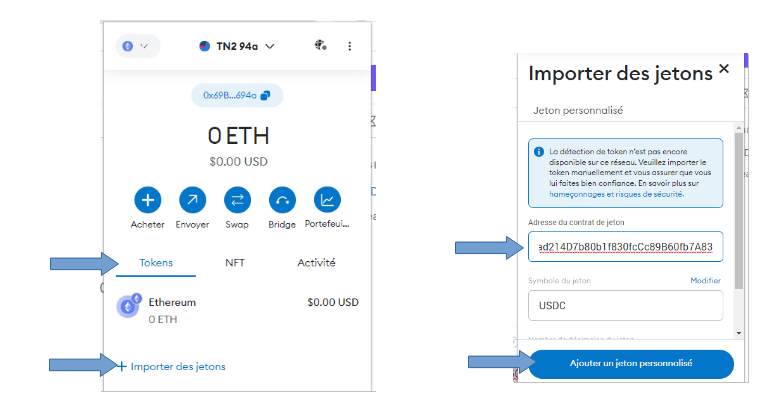 TN2 94a
0x69B...694a
0 ETH
$0.00 USD
Acheter Envoyer Swap Bridge Portefeui...
Tokens NFT Activité
Ethereum $0.00 USD
0 ETH
+ Importer des jetons
Importer des jetons ×
Jeton personnalisé
La détection de token n'est pas encore
disponible sur ce réseau. Veuillez importer le
token manuellement et vous assurer que vous
lui faites bien confiance. En savoir plus sur
hameçonnages et risques de sécurité.
Adresse du contrat de jeton
ad214D7b80b1f830fcCc89B60fb7A83
Symbole du jeton Modifier
USDC
Ajouter un jeton personnalisé